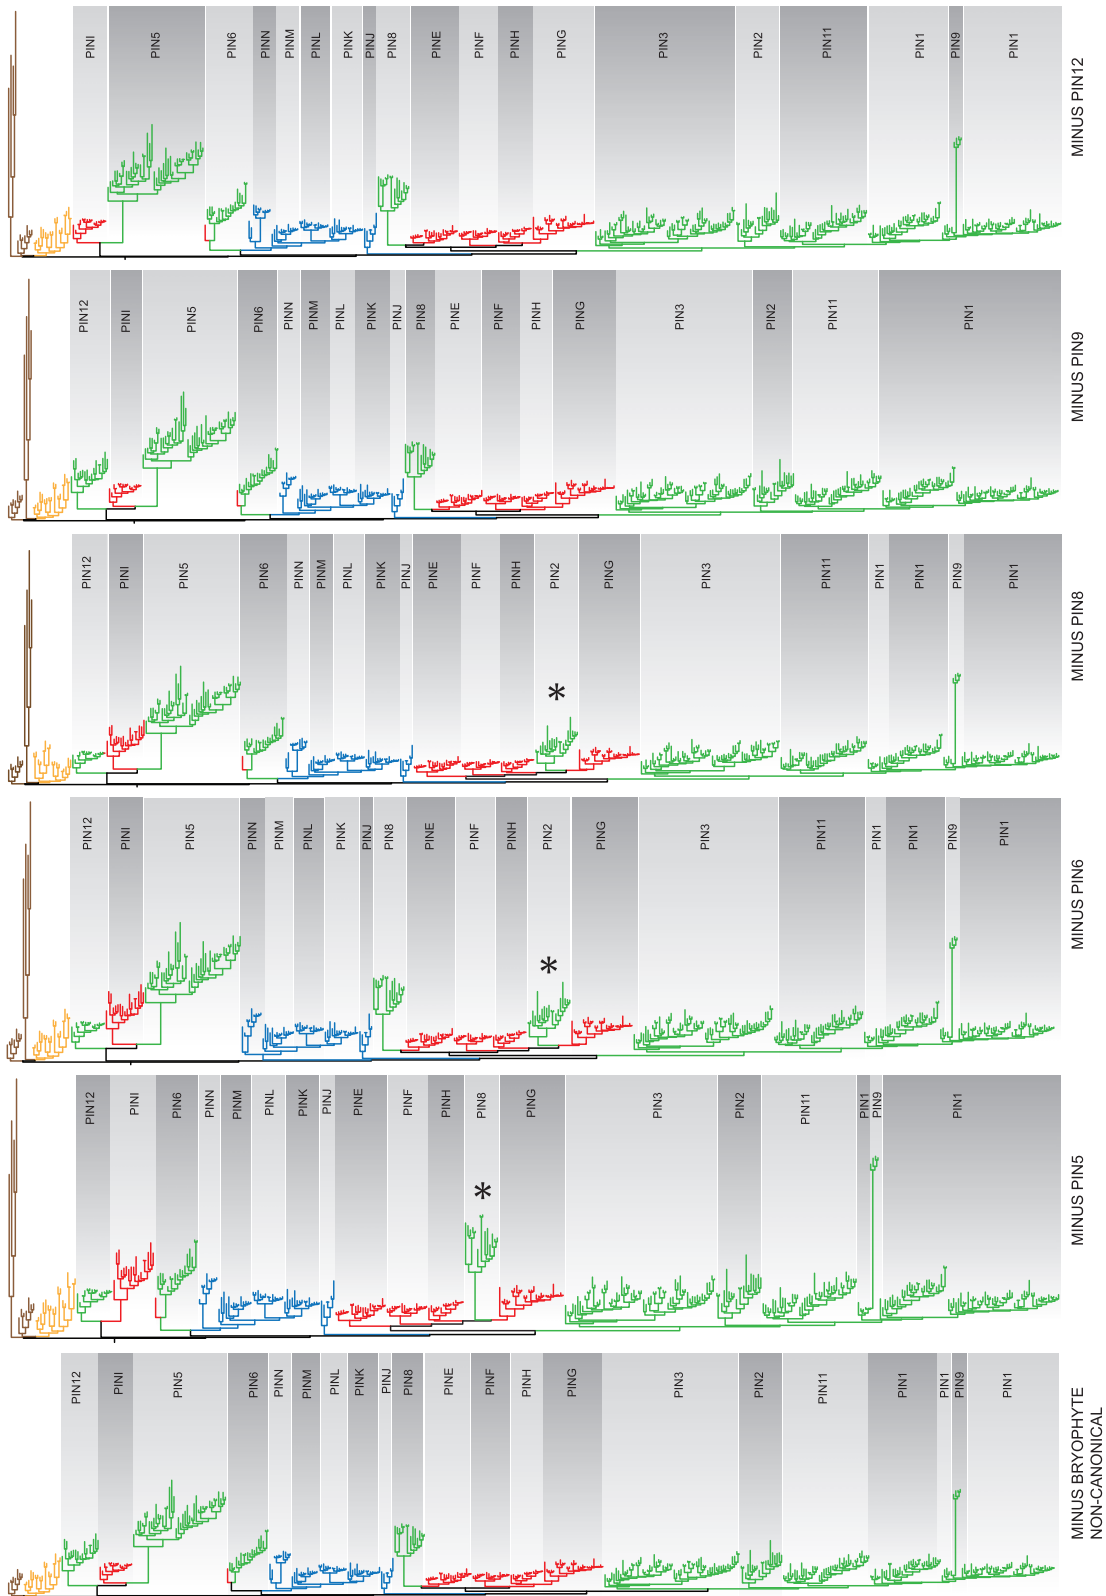 PINI
PIN5
PIN6
PINN
PINM
PINL
PINK
PINJ
PIN8
PINE
PINF
PINH
PING
PIN3
PIN2
PIN11
PIN1
PIN9
PIN1
MINUS PIN12
PIN12
PINI
PIN5
PIN6
PINN
PINM
PINL
PINK
PINJ
PIN8
PINE
PINF
PINH
PING
PIN3
PIN2
PIN11
PIN1
MINUS PIN9
PIN12
PINI
PIN5
PIN6
PINN
PINM
PINL
PINK
PINJ
PINE
PINF
PINH
PIN2
*
PING
PIN3
PIN11
PIN1
PIN1
PIN9
PIN1
MINUS PIN8
PIN12
PINI
PIN5
PINN
PINM
PINL
PINK
PINJ
PIN8
PINE
PINF
PINH
PIN2
*
PING
PIN3
PIN11
PIN1
PIN1
PIN9
PIN1
MINUS PIN6
PIN12
PINI
PIN6
PINN
PINM
PINL
PINK
PINJ
PINE
PINF
PINH
PIN8
*
PING
PIN3
PIN2
PIN11
PIN1
PIN9
PIN1
MINUS PIN5
PIN12
PINI
PIN5
PIN6
PINN
PINM
PINL
PINK
PINJ
PIN8
PINE
PINF
PINH
PING
PIN3
PIN2
PIN11
PIN1
PIN1
PIN9
PIN1
MINUS BRYOPHYTE
NON-CANONICAL